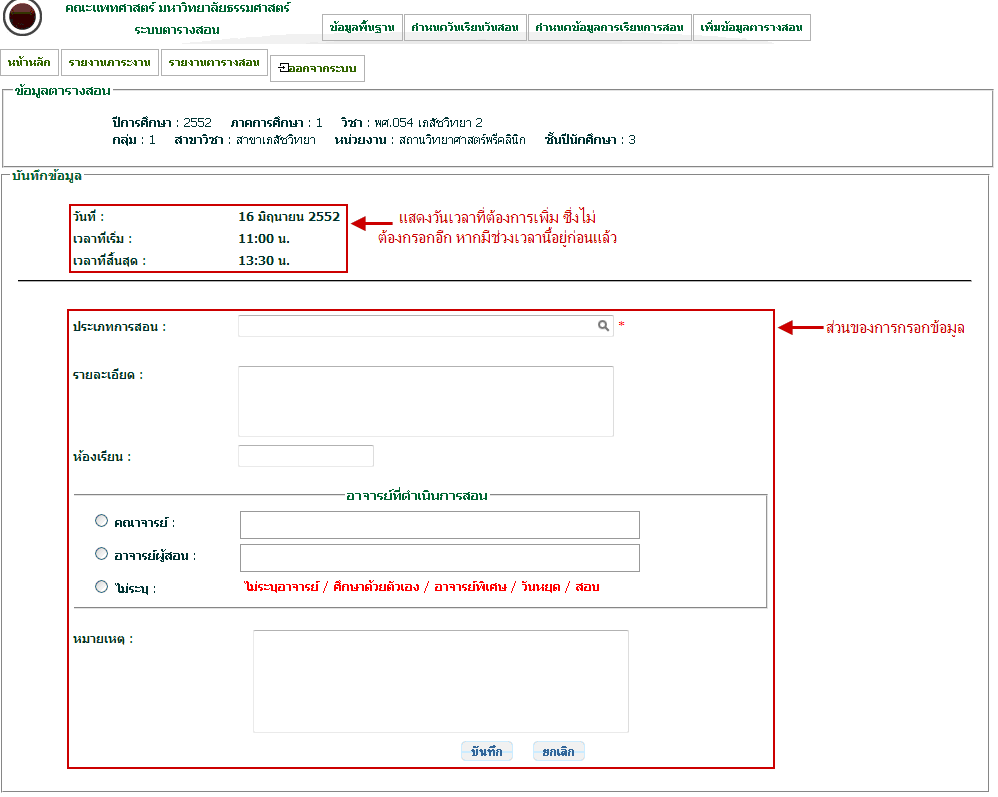 คณะแพทศาสตร์ มหาวิทยาลัยธรรมศาสตร์
ระบบตารางสอน
ข้อมูลพื้นฐาน กำหนดวันเรียนวันสอน กำหนดข้อมูลการเรียนการสอน เพิ่มข้อมูลตารางสอน
หน้าหลัก รายงานภาระงาน รายงานตารางสอน ออกจากระบบ
ข้อมูลตารางสอน
ปีการศึกษา : 2552 ภาคการศึกษา : 1 วิชา : พศ.054 เภสัชวิทยา 2
กลุ่ม : 1 สาขาวิชา : สาขาเภสัชวิทยา หน่วยงาน : สถานวิทยาศาสตร์พรีคลินิก ชั้นปีนักศึกษา : 3
บันทึกข้อมูล
วันที่ : 16 มิถุนายน 2552
เวลาที่เริ่ม : 11:00 น.
เวลาที่สิ้นสุด : 13:30 น.
แสดงวันเวลาที่ต้องการเพิ่ม ซึ่งไม่
ต้องกรอกอีก หากมีช่วงเวลานี้อยู่ก่อนแล้ว
ประเภทการสอน : *
ส่วนของการกรอกข้อมูล
รายละเอียด :
ห้องเรียน :
อาจารย์ที่ดำเนินการสอน
คณาจารย์ :
อาจารย์ผู้สอน :
ไม่ระบุ : ไม่ระบุอาจารย์ / ศึกษาด้วยตัวเอง / อาจารย์พิเศษ / วันหยุด / สอบ
หมายเหตุ :
บันทึก ยกเลิก